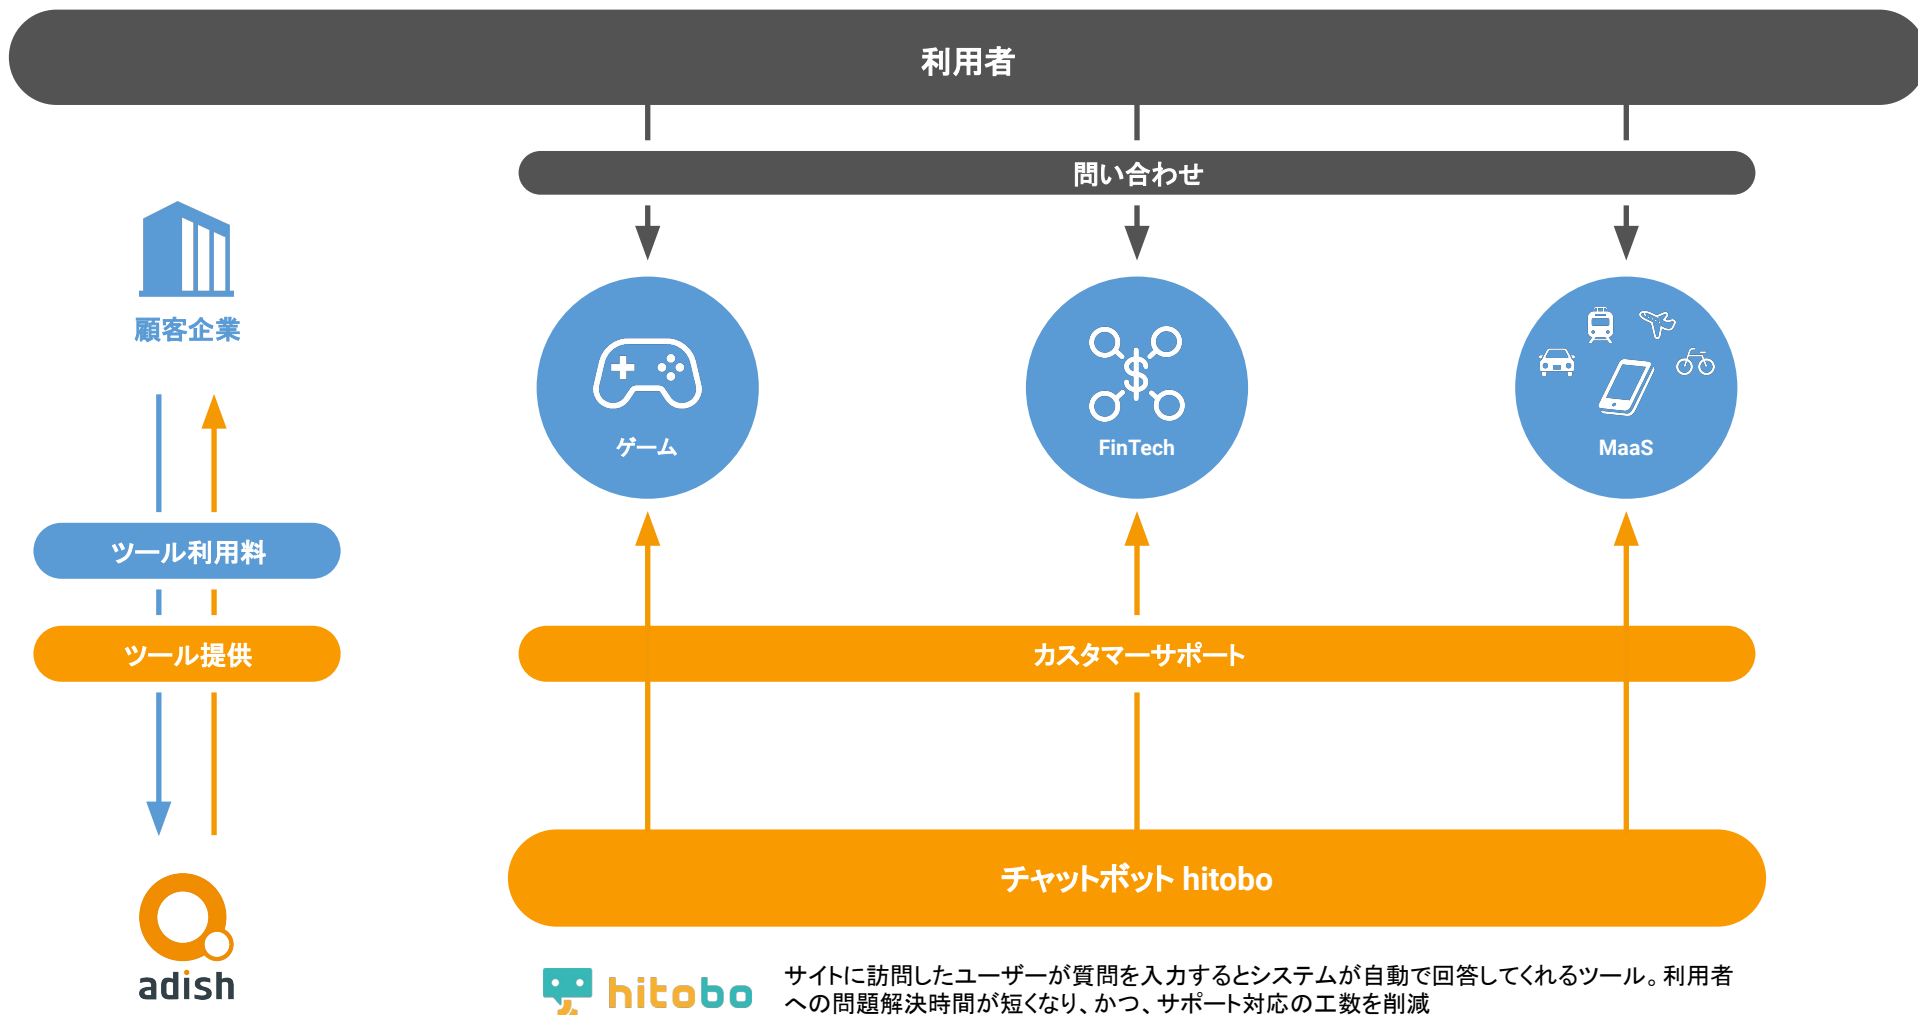 利用者
問い合わせ
顧客企業
ゲーム
FinTech
MaaS
ツール利用料
ツール提供
カスタマーサポート
チャットボット hitobo
adish
hitobo
サイトに訪問したユーザーが質問を入力するとシステムが自動で回答してくれるツール。利用者
への問題解決時間が短くなり、かつ、サポート対応の工数を削減